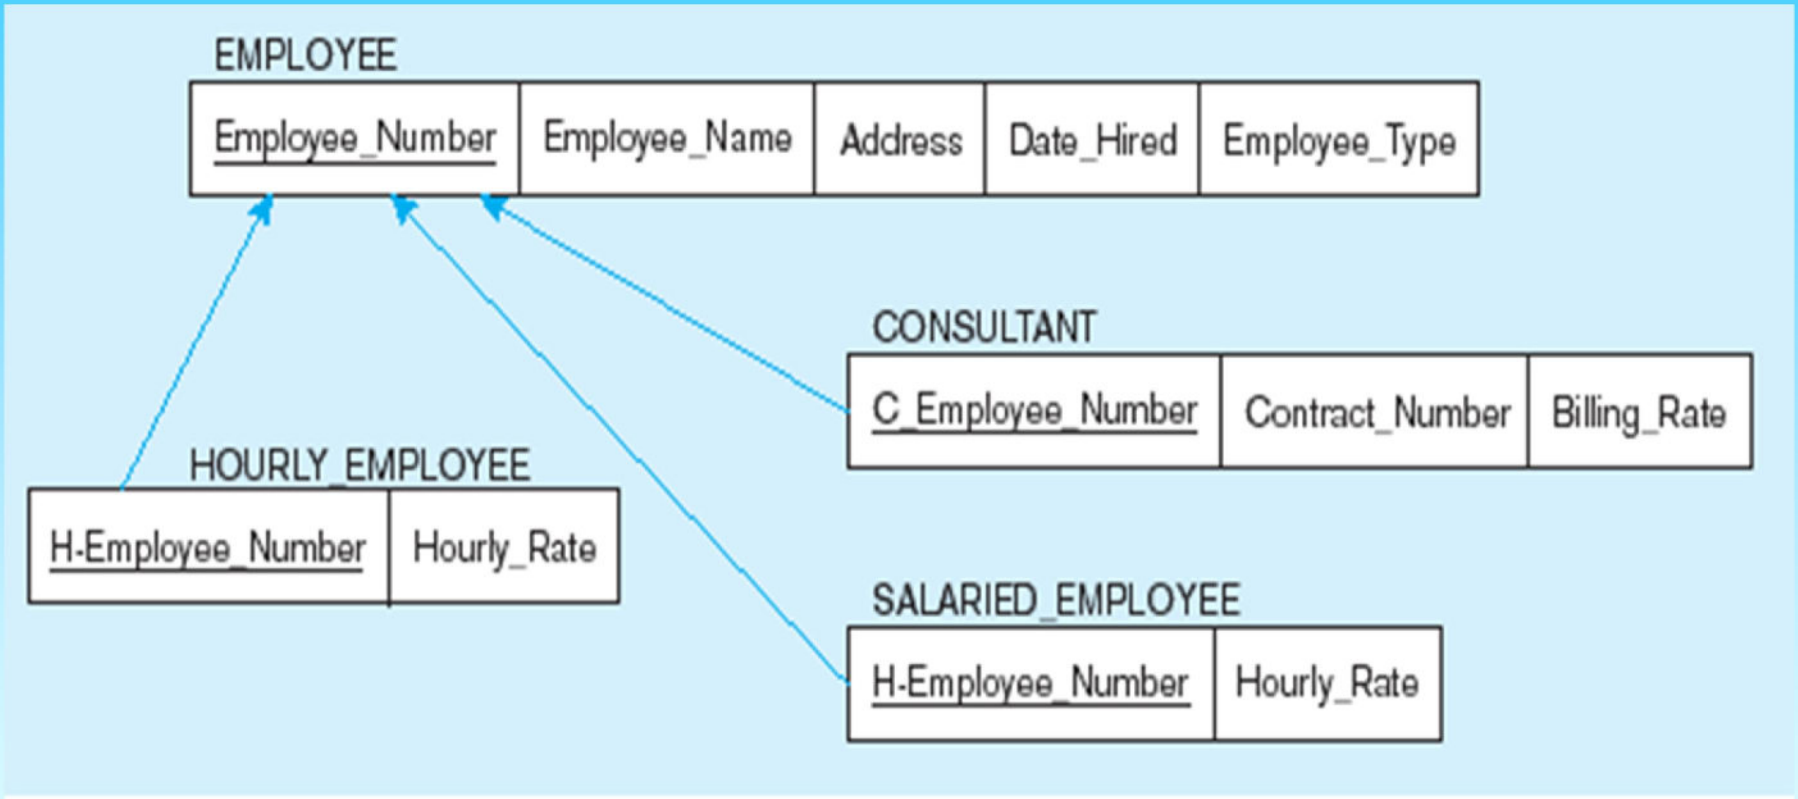 EMPLOYEE
Employee_Number Employee_Name Address Date_Hired Employee_Type
CONSULTANT
C_Employee_Number Contract_Number Billing_Rate
HOURLY_EMPLOYEE
H-Employee_Number Hourly_Rate
SALARIED_EMPLOYEE
H-Employee_Number Hourly_Rate